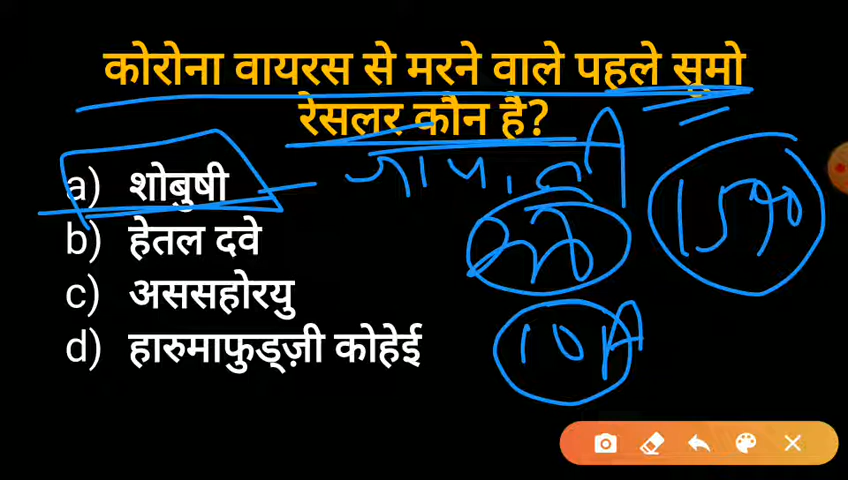 कोरोना वायरस से मरने वाले पहले सूमो
रेसलर कौन है?
a) शोबुषी
b) हेतल दवे
c) अससहोरयु
d) हारुमाफुड्ज़ी कोहेई